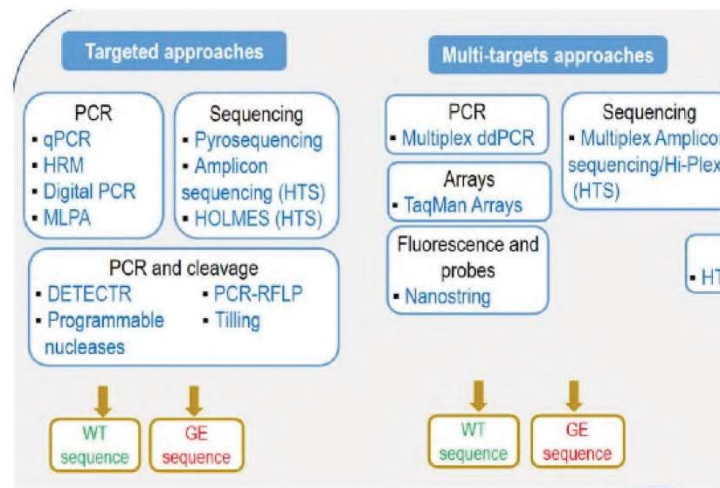 Targeted approaches
PCR
▪ qPCR
▪ HRM
▪ Digital PCR
▪ MLPA
Sequencing
▪ Pyrosequencing
▪ Amplicon
sequencing (HTS)
▪ HOLMES (HTS)
PCR and cleavage
▪ DETECTR
▪ Programmable
nucleases
▪ PCR-RFLP
▪ Tilling
WT
sequence
GE
sequence
Multi-targets approaches
PCR
▪ Multiplex ddPCR
Arrays
▪ TaqMan Arrays
Fluorescence and
probes
▪ Nanostring
Sequencing
▪ Multiplex Amplicon
sequencing/Hi-Plex
(HTS)
WT
sequence
GE
sequence